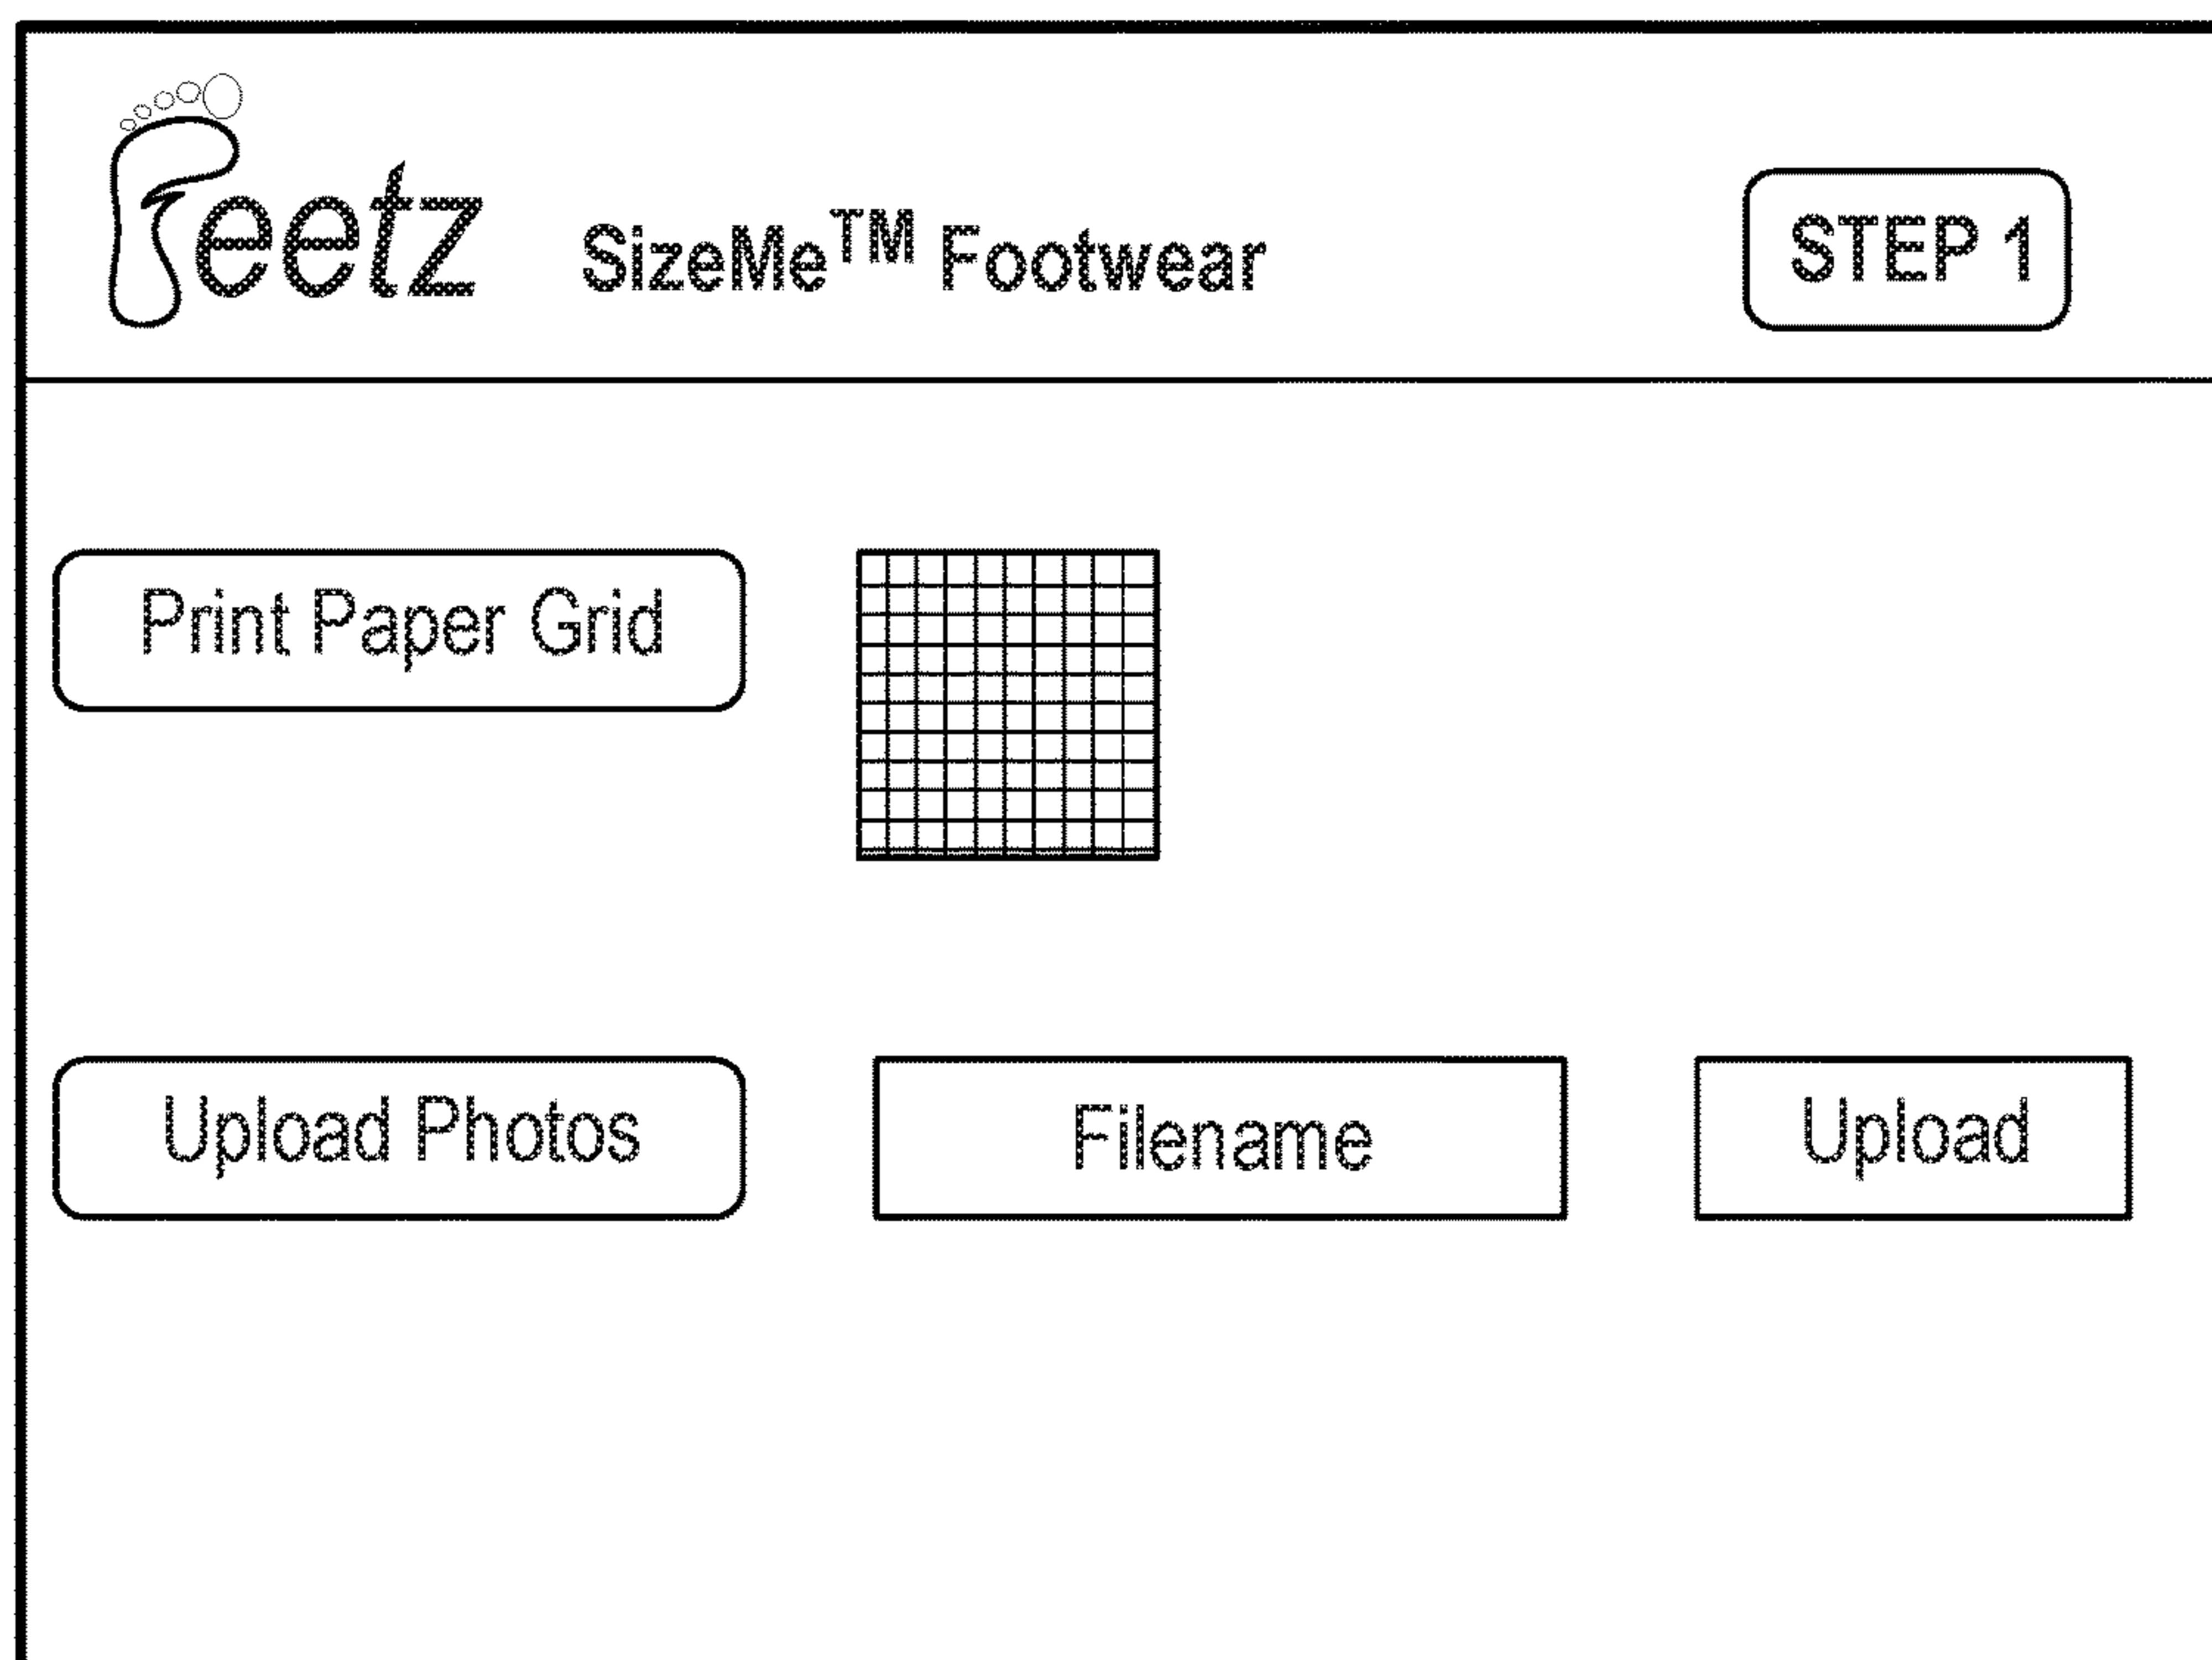 Feetz SizeMe™ Footwear STEP 1
Print Paper Grid
Upload Photos Filename Upload